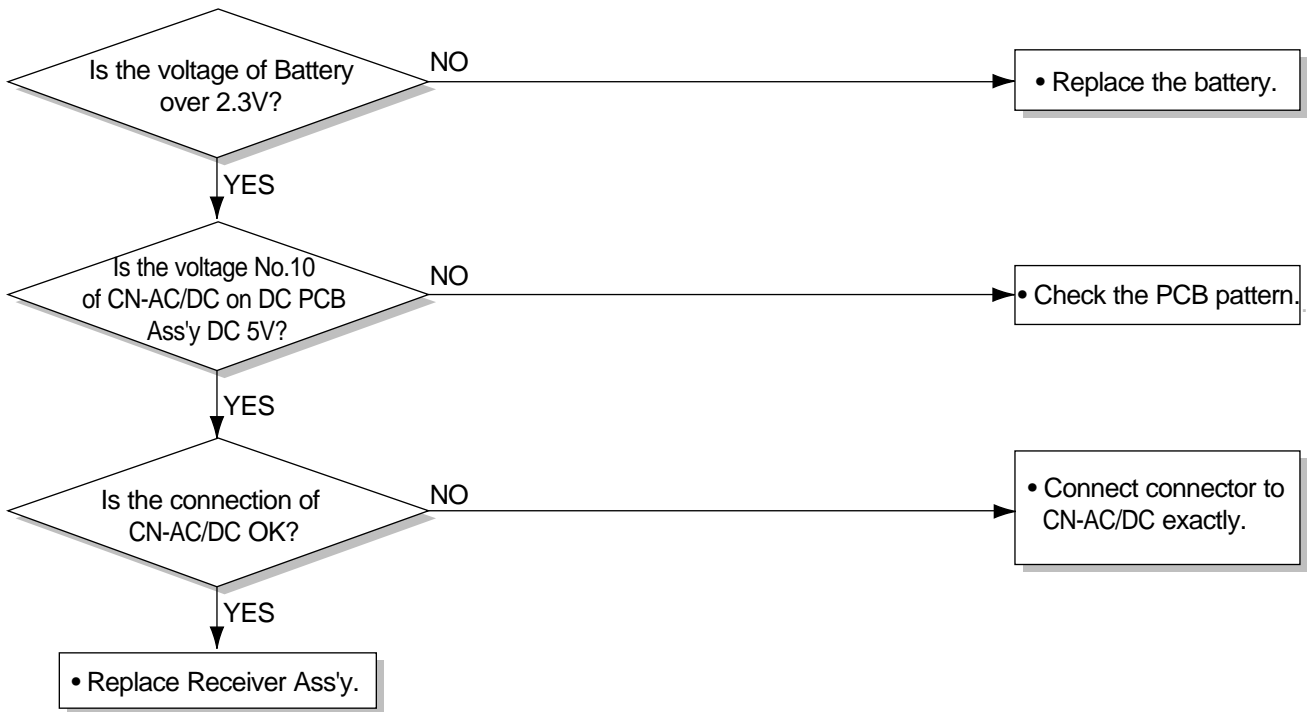 Is the voltage of Battery
over 2.3V?
NO
• Replace the battery.
YES
Is the voltage No.10
of CN-AC/DC on DC PCB
Ass'y DC 5V?
NO
• Check the PCB pattern.
YES
Is the connection of
CN-AC/DC OK?
NO
• Connect connector to
CN-AC/DC exactly.
YES
• Replace Receiver Ass'y.